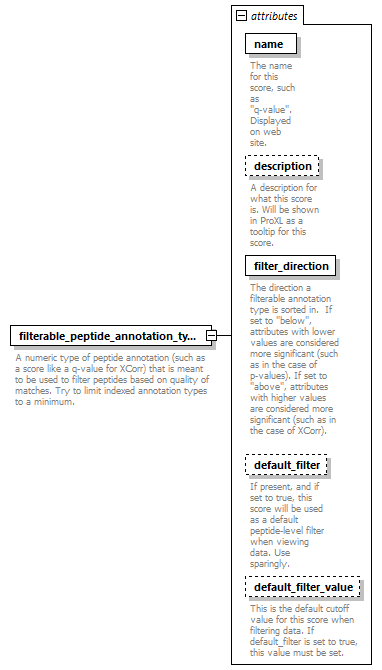 attributes
name
The name
for this
score, such
as
"q-value".
Displayed
on web
site.
description
A description for
what this score
is. Will be shown
in ProXL as a
tooltip for this
score.
filter_direction
The direction a
filterable annotation
type is sorted in.  If
set to "below",
attributes with lower
values are considered
more significant (such
as in the case of
p-values). If set to
"above", attributes
with higher values
are considered more
significant (such as in
the case of XCorr).
filterable_peptide_annotation_ty...
A numeric type of peptide annotation (such as
a score like a q-value for XCorr) that is meant
to be used to filter peptides based on quality of
matches. Try to limit indexed annotation types
to a minimum.
default_filter
If present, and if
set to true, this
score will be used
as a default
peptide-level filter
when viewing
data. Use
sparingly.
default_filter_value
This is the default cutoff
value for this score when
filtering data. If
default_filter is set to true,
this value must be set.